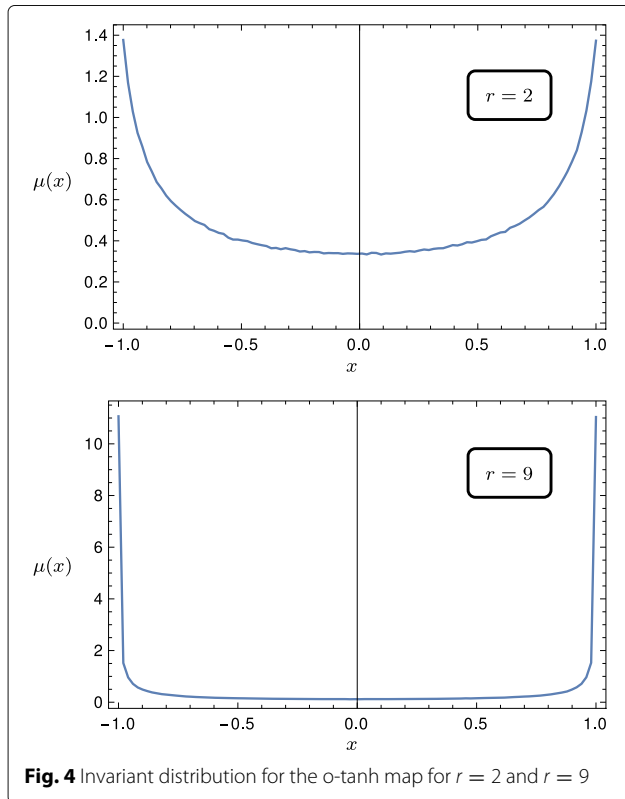 1.4
1.2
1.0
0.8
0.6
0.4
0.2
0.0
μ(x)
r = 2
−1.0 −0.5 0.0 0.5 1.0
x
10
8
6
4
2
0
μ(x)
r = 9
−1.0 −0.5 0.0 0.5 1.0
x
Fig. 4 Invariant distribution for the o-tanh map for r = 2 and r = 9